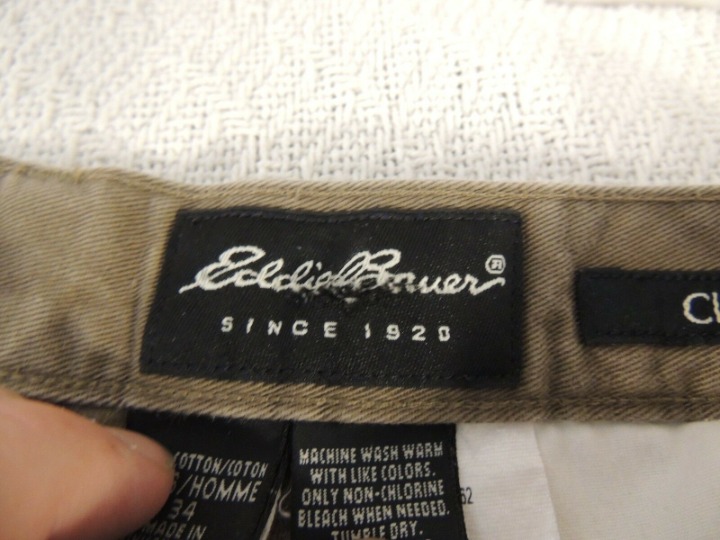 Eddie Bauer®
SINCE 1920
COTTON/COTON
/HOMME
34
MADE IN
MACHINE WASH WARM
WITH LIKE COLORS.
ONLY NON-CHLORINE
BLEACH WHEN NEEDED.
TUMBLE DRY.